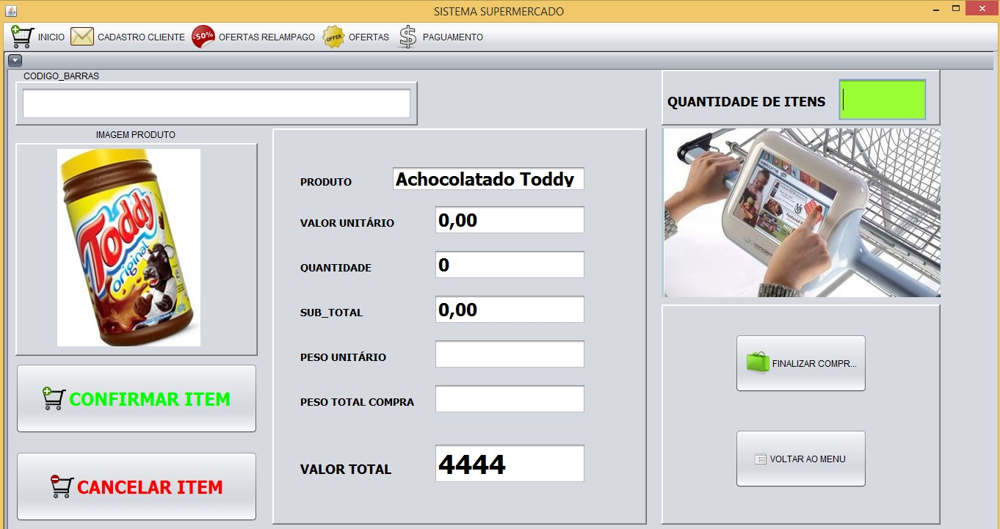 SISTEMA SUPERMERCADO
INICIO
CADASTRO CLIENTE
-50%
OFERTAS RELAMPAGO
OFFER
OFERTAS
$
PAGUAMENTO
CODIGO_BARRAS
QUANTIDADE DE ITENS
IMAGEM PRODUTO
Toddy
original
PRODUTO
Achocolatado Toddy
VALOR UNITÁRIO
0,00
QUANTIDADE
0
SUB_TOTAL
0,00
PESO UNITÁRIO
PESO TOTAL COMPRA
VALOR TOTAL
4444
welcome
CONFIRMAR ITEM
CANCELAR ITEM
FINALIZAR COMPR...
VOLTAR AO MENU